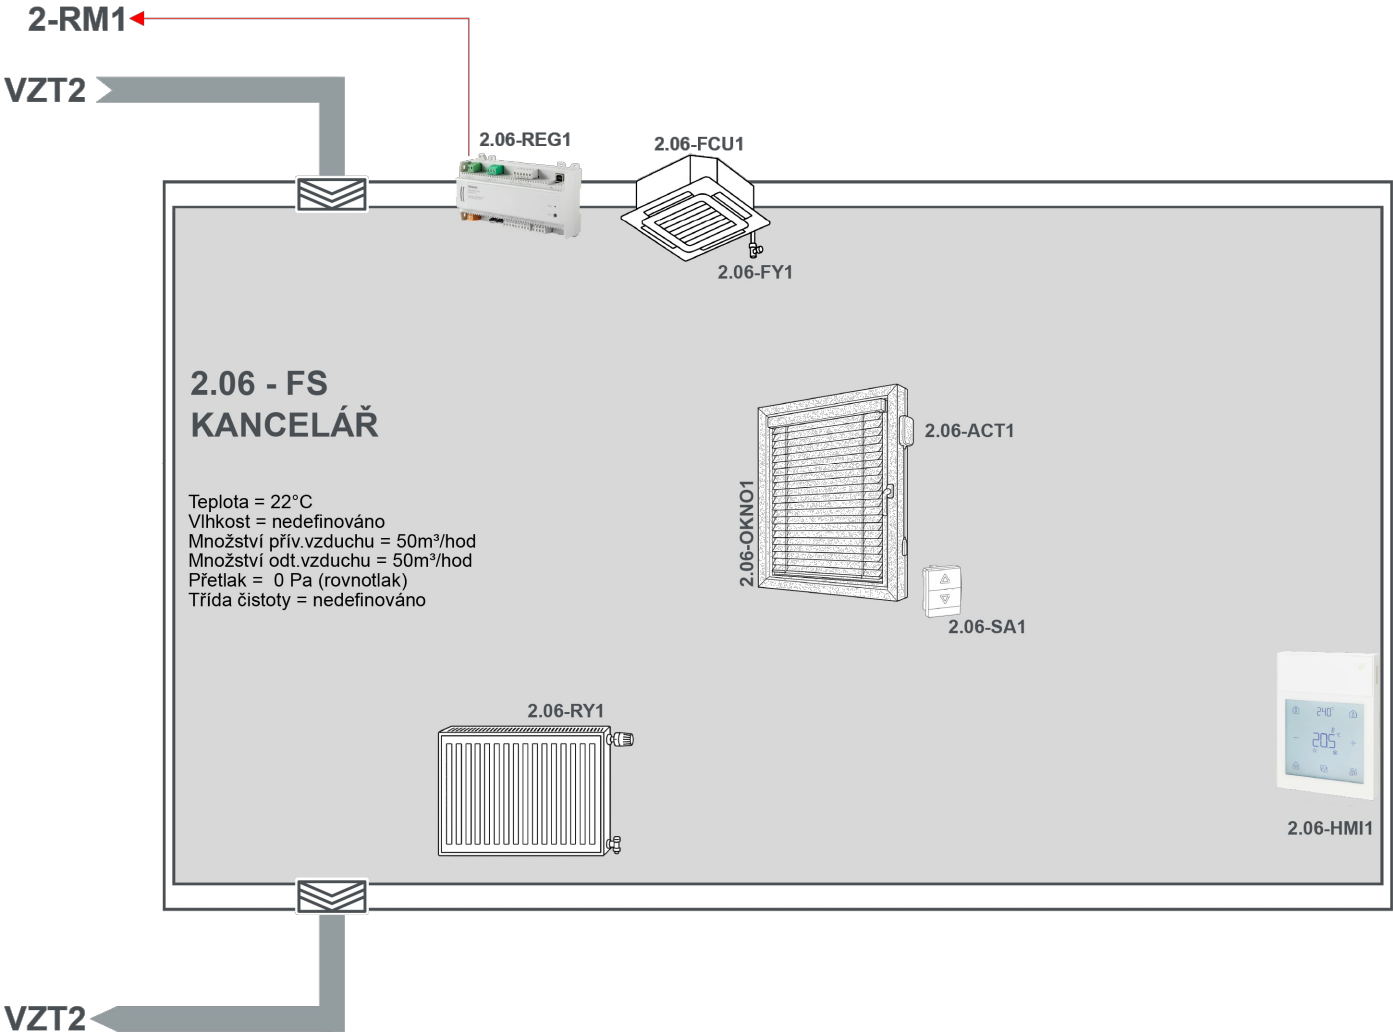 2-RM1
VZT2
2.06-REG1
2.06-FCU1
2.06-FY1
2.06 - FS
KANCELÁŘ
2.06-ACT1
2.06-OKNO1
Teplota = 22°C
Vlhkost = nedefinováno
Množství přív.vzduchu = 50m³/hod
Množství odt.vzduchu = 50m³/hod
Přetlak =  0 Pa (rovnotlak)
Třída čistoty = nedefinováno
2.06-SA1
2.06-RY1
240°
205
2.06-HMI1
VZT2